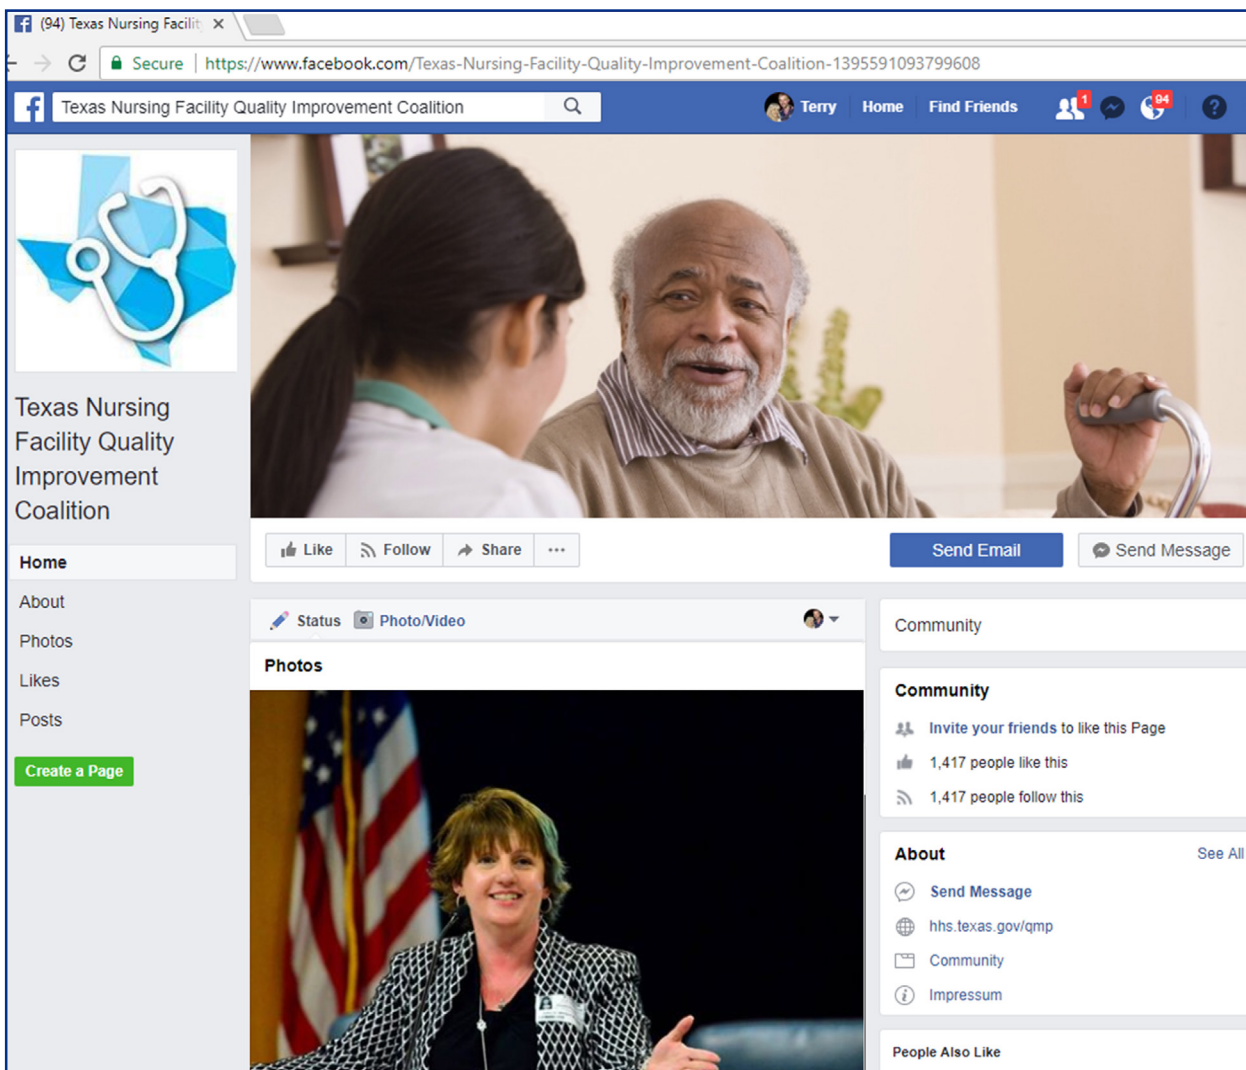 (94) Texas Nursing Facilit
Secure | https://www.facebook.com/Texas-Nursing-Facility-Quality-Improvement-Coalition-1395591093799608
Texas Nursing Facility Quality Improvement Coalition
Terry Home Find Friends 1 94 ?
Texas Nursing
Facility Quality
Improvement
Coalition
Home
About
Photos
Likes
Posts
Create a Page
Like Follow Share ...
Send Email Send Message
Status Photo/Video
Photos
Community
Community
Invite your friends to like this Page
1,417 people like this
1,417 people follow this
About See All
Send Message
hhs.texas.gov/qmp
Community
Impressum
People Also Like